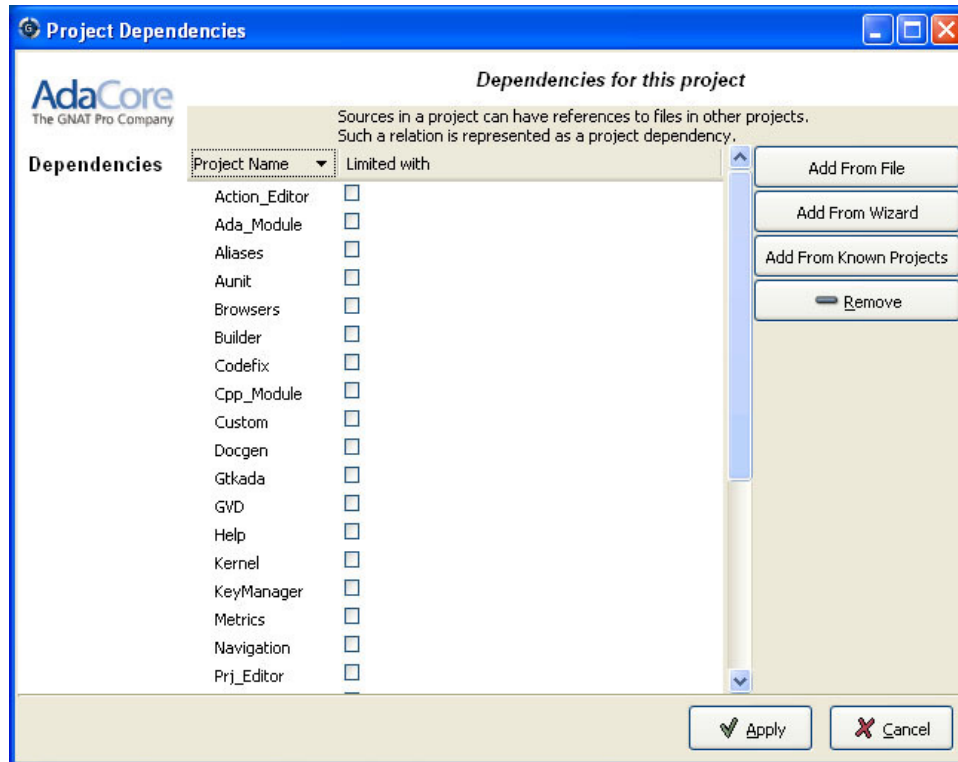 Project Dependencies
AdaCore
The GNAT Pro Company
Dependencies for this project
Sources in a project can have references to files in other projects.
Such a relation is represented as a project dependency.
Dependencies
Project Name
Limited with
Action_Editor
Ada_Module
Aliases
Aunit
Browsers
Builder
Codefix
Cpp_Module
Custom
Docgen
Gtkada
GVD
Help
Kernel
KeyManager
Metrics
Navigation
Prj_Editor
Add From File
Add From Wizard
Add From Known Projects
Remove
Apply
Cancel